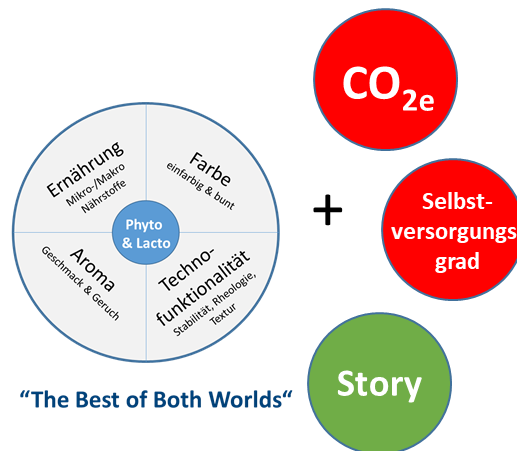 CO2e
Ernährung
Mikro-/Makro
Nährstoffe
Farbe
einfarbig & bunt
Phyto
& Lacto
Aroma
Geschmack & Geruch
Techno-
funktionalität
Stabilität, Rheologie,
Textur
+
Selbst-
versorgungs
grad
Story
“The Best of Both Worlds“